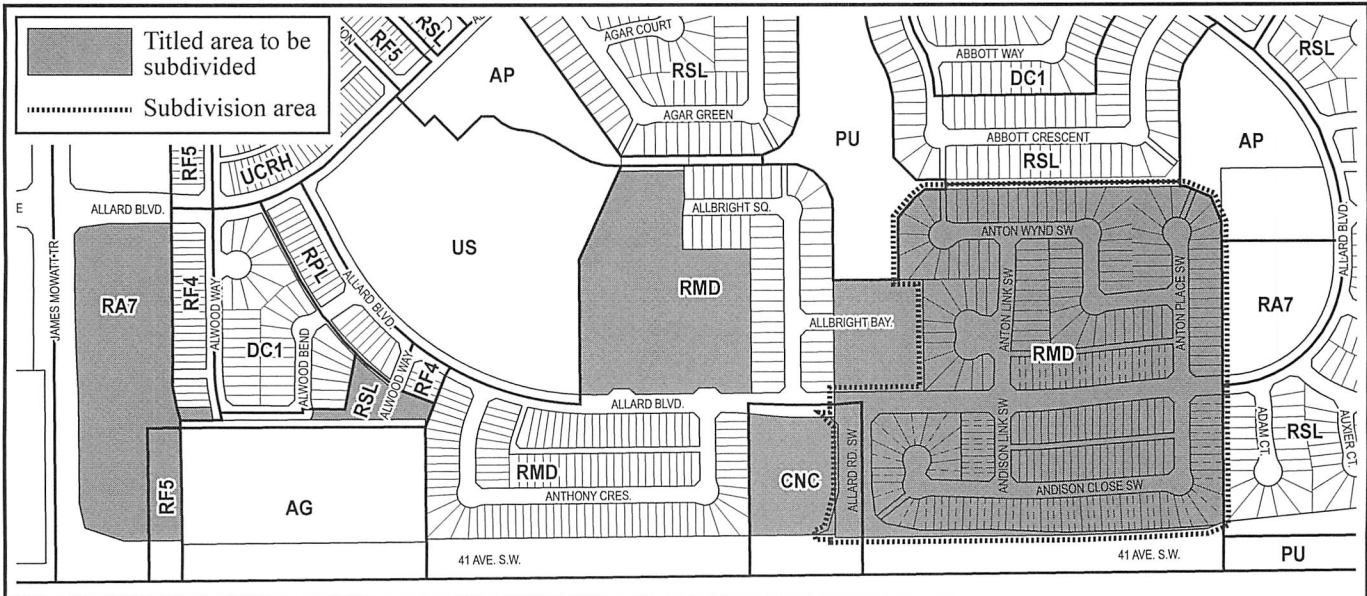 Titled area to be
subdivided
Subdivision area
RF5
RSL
AP
AGAR COURT
RSL
AGAR GREEN
PU
ABBOTT WAY
DC1
ABBOTT CRESCENT
RSL
AP
RSL
RF5
UCRH
E
ALLARD BLVD.
JAMES MOWATT TR
RA7
RF4
ALWOOD WAY
DC1
ALWOOD BEND
RPL
ALLARD BLVD.
US
RSL
ALWOOD WAY
RF4
ALLBRIGHT SQ.
RMD
ALLBRIGHT BAY.
ANTON WYND SW
ANTON LINK SW
ANTON PLACE SW
RMD
ALLARD BLVD.
RA7
ALLARD BLVD.
RF5
AG
RMD
ANTHONY CRES.
CNC
ALLARD RD. SW
ANDISON LINK SW
ANDISON CLOSE SW
ADAM CT.
RSL
AUXIER CT.
41 AVE. S.W.
41 AVE. S.W.
PU